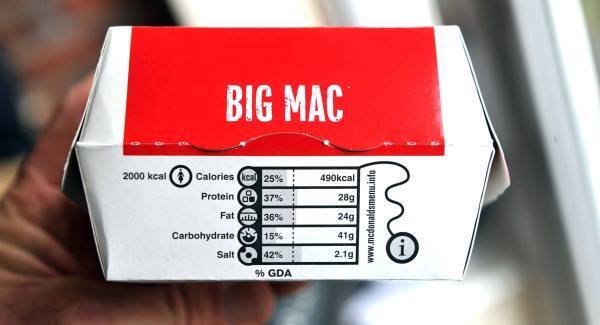 BIG MAC
2000 kcal Calories kcal 25% 490kcal
Protein 37% 28g
Fat 36% 24g
Carbohydrate 15% 41g
Salt 42% 2.1g
% GDA
www.mcdonaldsmenu.info
i